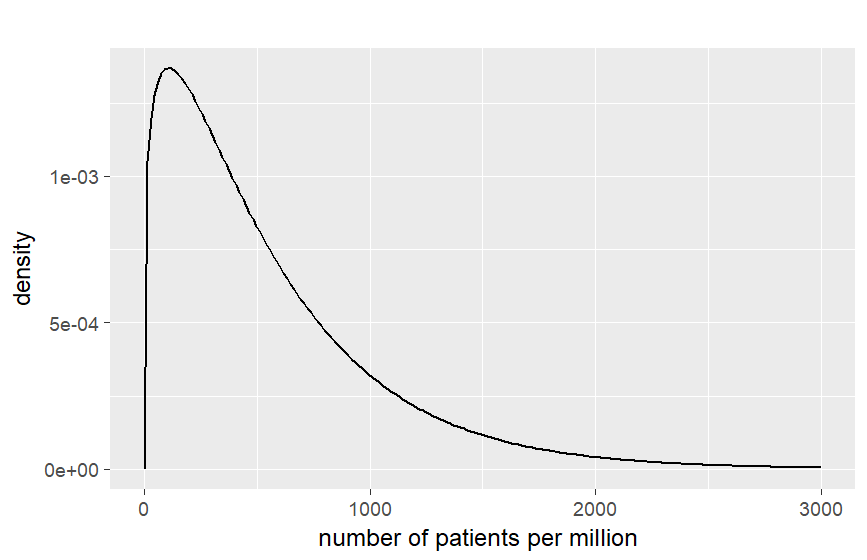 1e-03
5e-04
0e+00
density
0 1000 2000 3000
number of patients per million